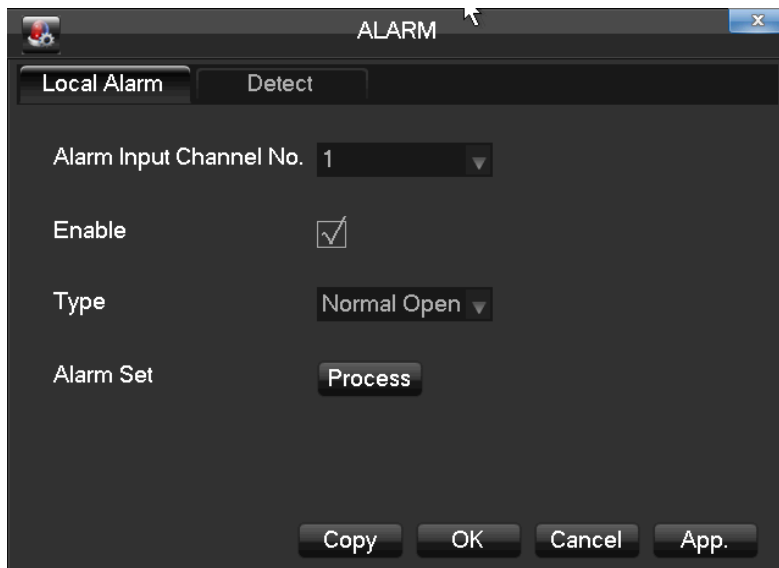 ALARM
x
Local Alarm Detect
Alarm Input Channel No. 1
Enable
Type Normal Open
Alarm Set Process
Copy OK Cancel App.